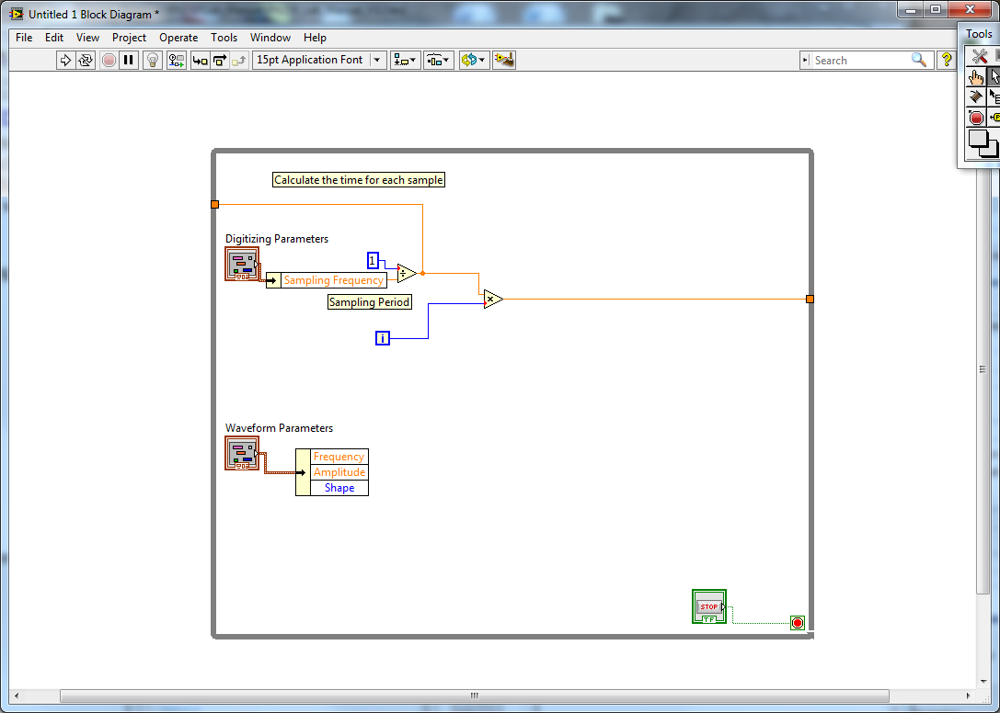 Untitled 1 Block Diagram *
File Edit View Project Operate Tools Window Help
Tools
15pt Application Font
Search
?
Calculate the time for each sample
Digitizing Parameters
1
Sampling Frequency
÷
Sampling Period
x
i
Waveform Parameters
Frequency
Amplitude
Shape
STOP
TF